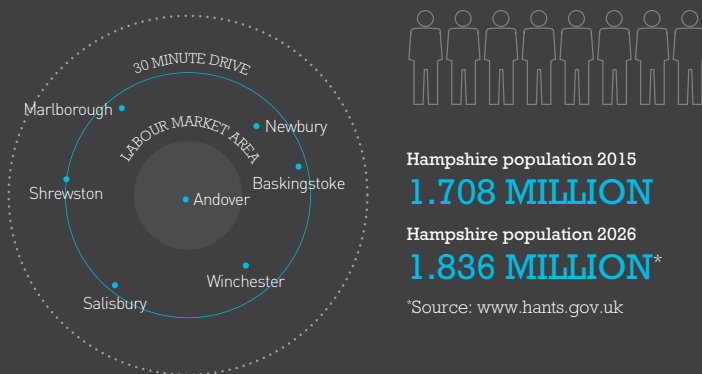 30 MINUTE DRIVE
Marlborough
LABOUR MARKET AREA
Newbury
Baskingstoke
Shrewston
Andover
Winchester
Salisbury
Hampshire population 2015
1.708 MILLION
Hampshire population 2026
1.836 MILLION*
*Source: www.hants.gov.uk